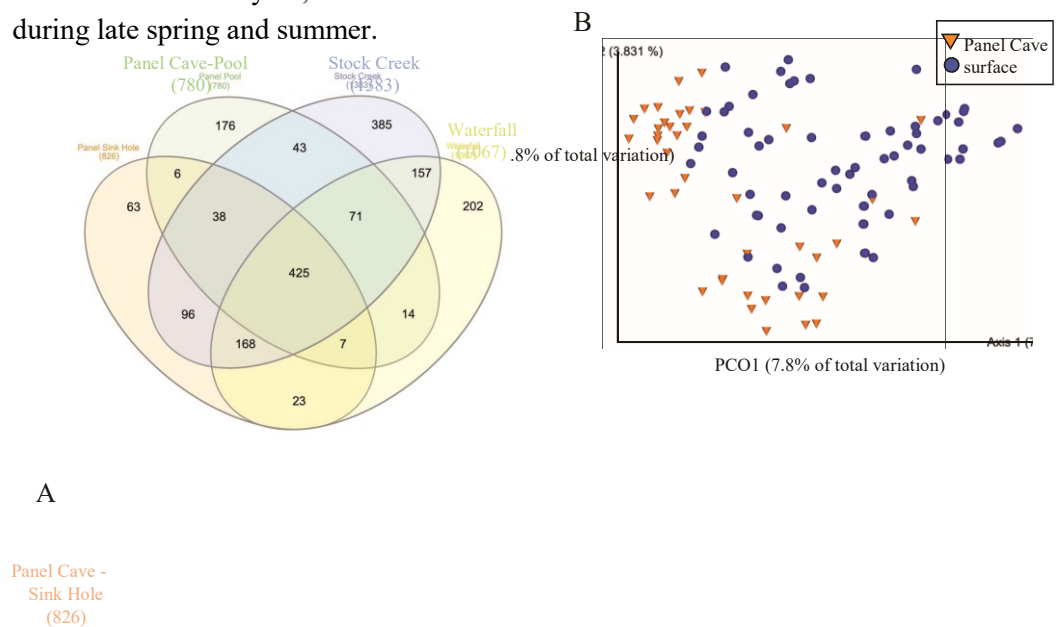 during late spring and summer.
B
Panel Cave-Pool
(780)
Panel Pool
(780)
Stock Creek
Stock Creek
Waterfall
Panel Sink Hole
(826)
176
43
385
157
6
63
38
71
202
425
96
168
7
14
23
(3.831 %)
.8% of total variation)
Panel Cave
surface
Axis 1 (7
PCO1 (7.8% of total variation)
A
Panel Cave -
Sink Hole
(826)